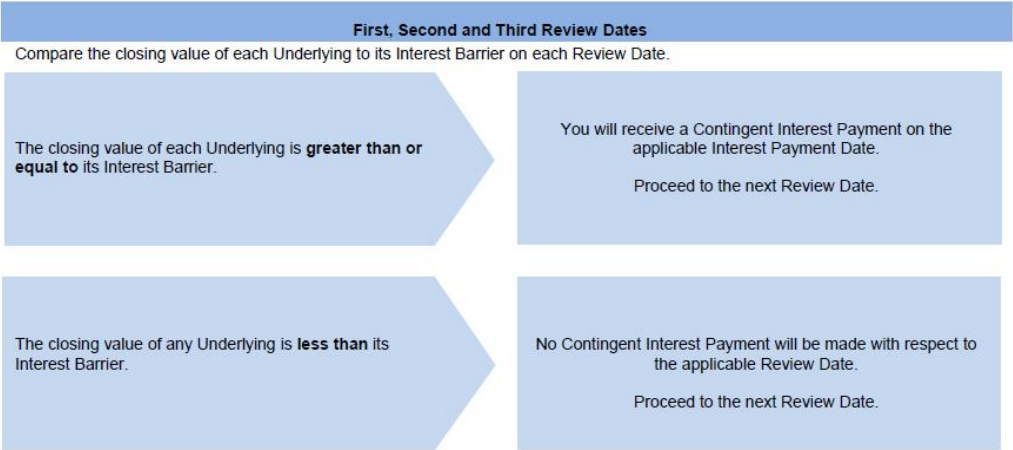 First, Second and Third Review Dates
Compare the closing value of each Underlying to its Interest Barrier on each Review Date.
The closing value of each Underlying is greater than or
equal to its Interest Barrier.
You will receive a Contingent Interest Payment on the
applicable Interest Payment Date.
Proceed to the next Review Date.
The closing value of any Underlying is less than its
Interest Barrier.
No Contingent Interest Payment will be made with respect to
the applicable Review Date.
Proceed to the next Review Date.